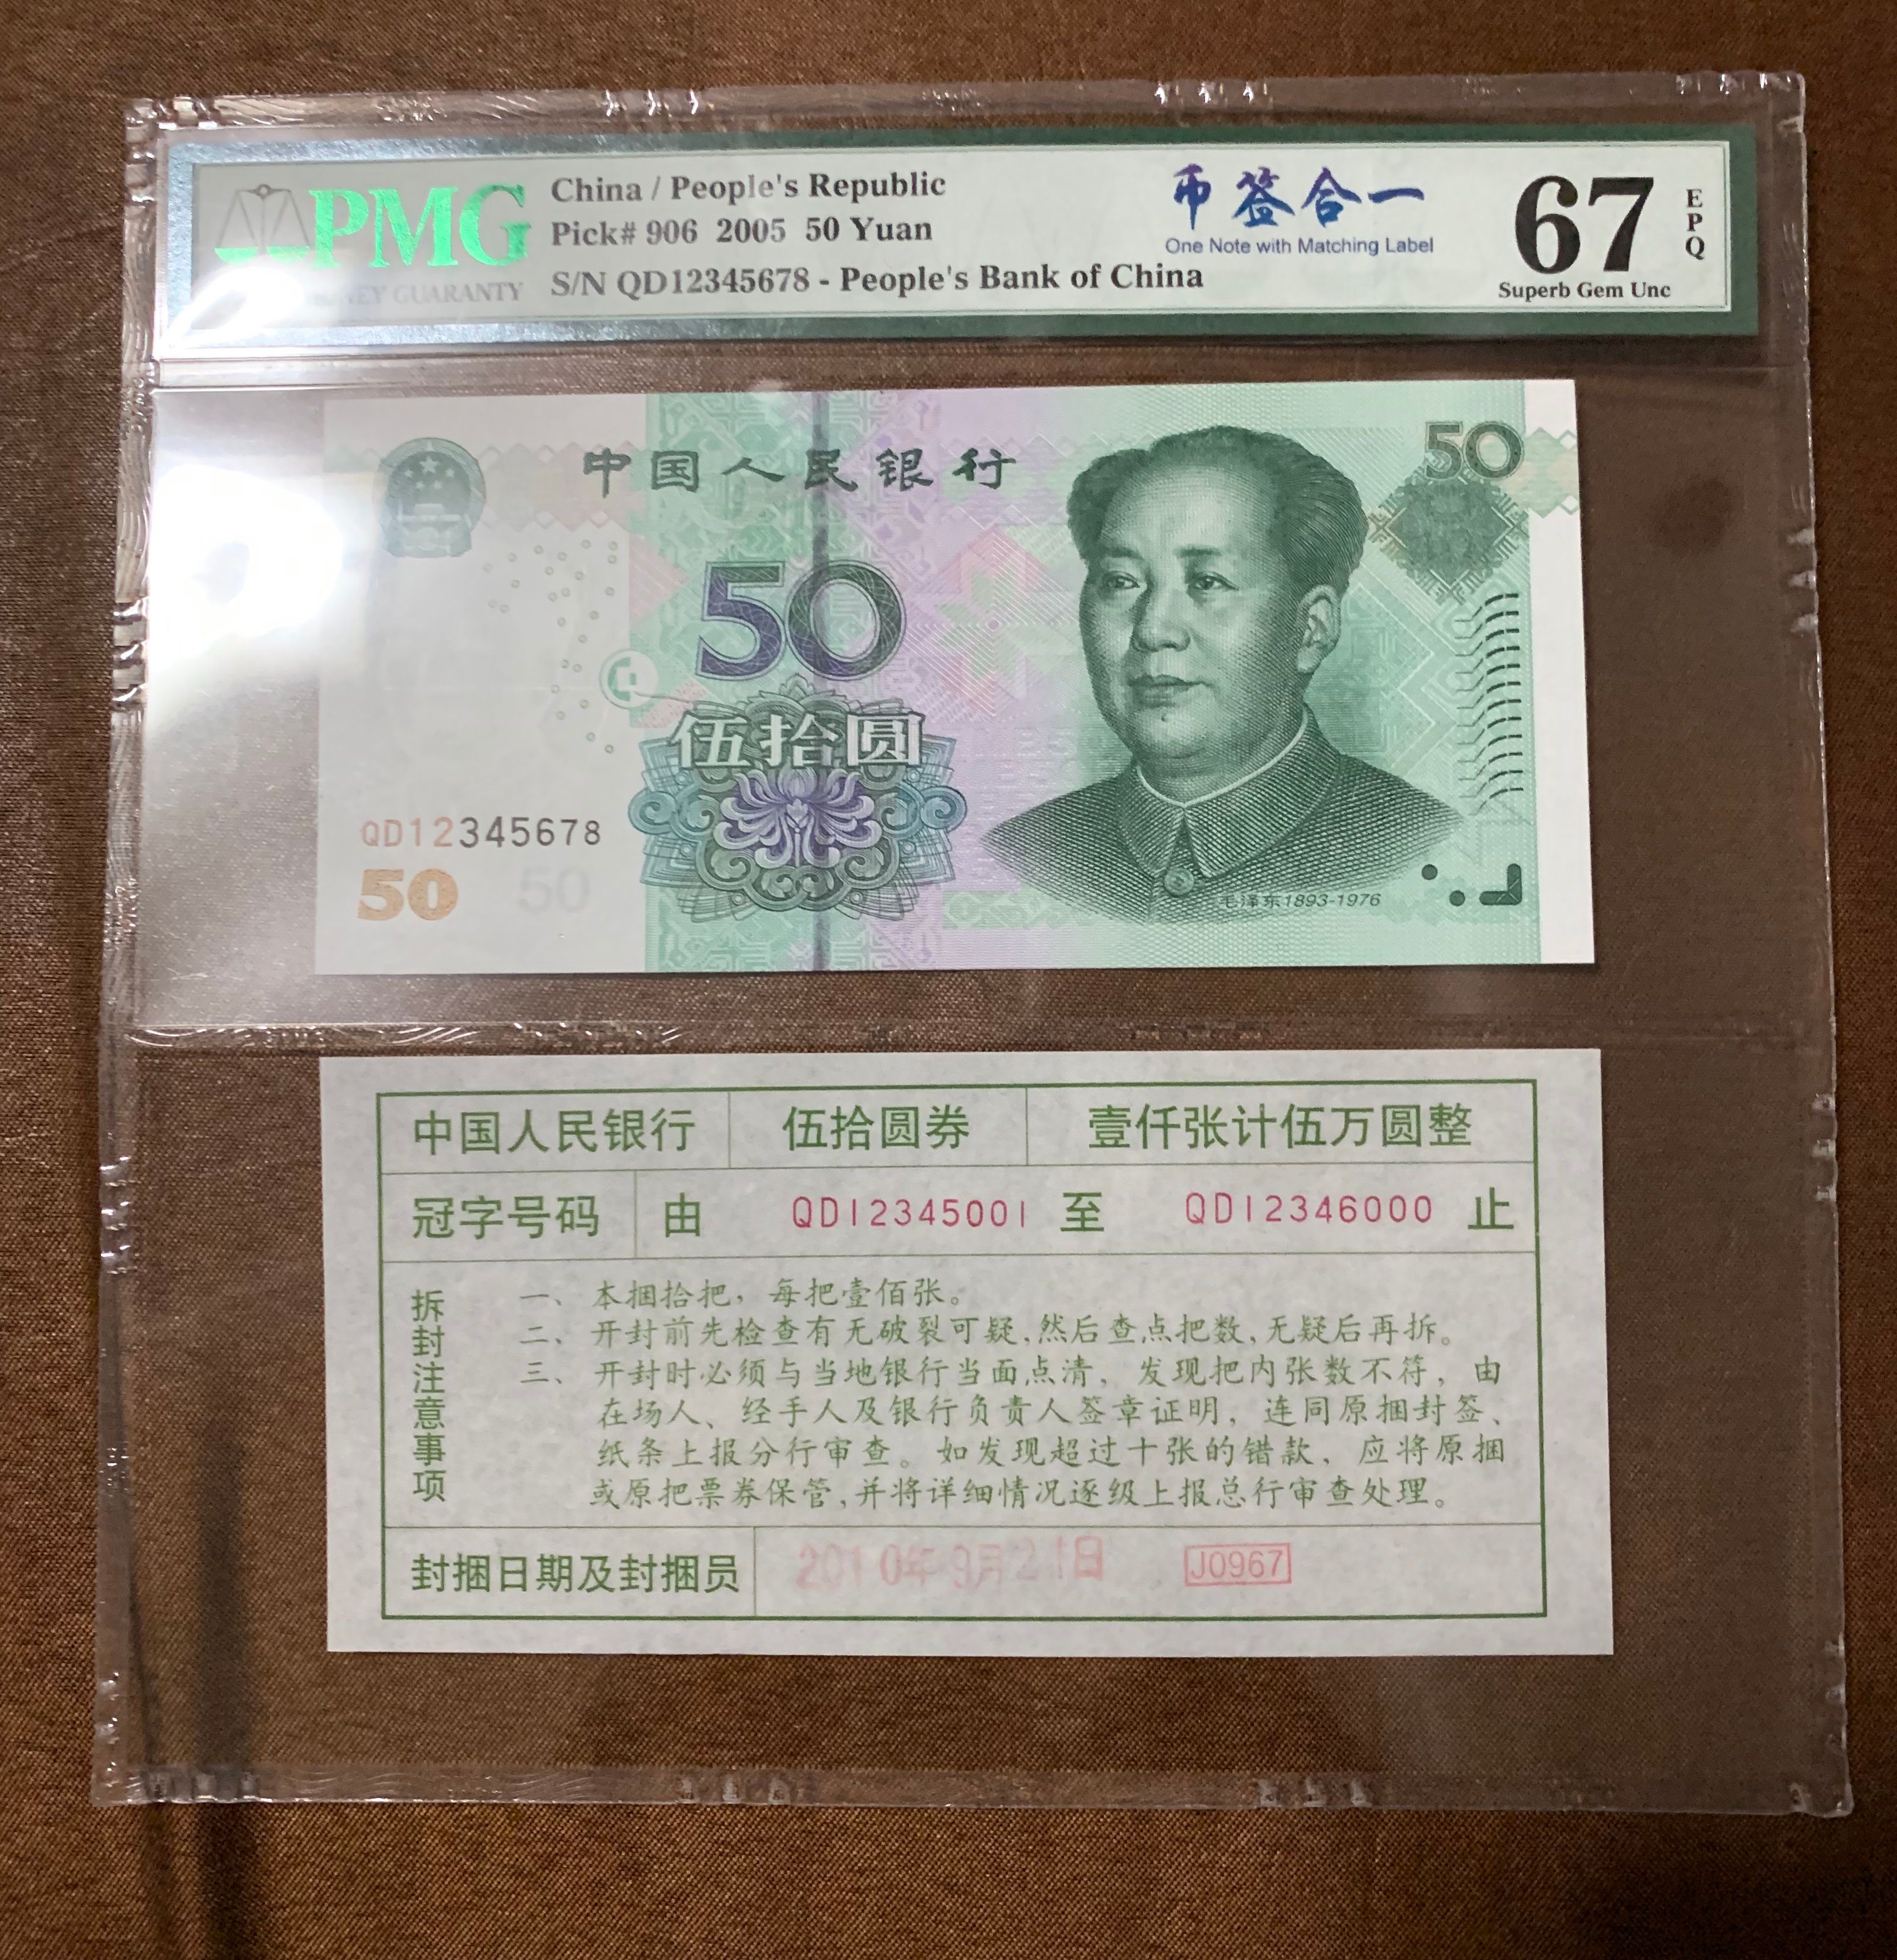 PMG
EY GUARANTY
China / People's Republic
Pick# 906 2005 50 Yuan
S/N QD12345678 - People's Bank of China
币签合一
One Note with Matching Label
67
EPQ
Superb Gem Unc
中国人民银行
50
50
伍拾圆
QD12345678
50
50
毛泽东1893-1976
中国人民银行 伍拾圆券 壹仟张计伍万圆整
冠字号码 由 QD12345001 至 QD12346000 止
拆封注意事项
一、本捆拾把，每把壹佰张。
二、开封前先检查有无破裂可疑,然后查点把数,无疑后再拆。
三、开封时必须与当地银行当面点清，发现把内张数不符，由
在场人、经手人及银行负责人签章证明，连同原捆封签、
纸条上报分行审查。如发现超过十张的错款，应将原捆
或原把票券保管,并将详细情况逐级上报总行审查处理。
封捆日期及封捆员 2010年9月21日 J0967